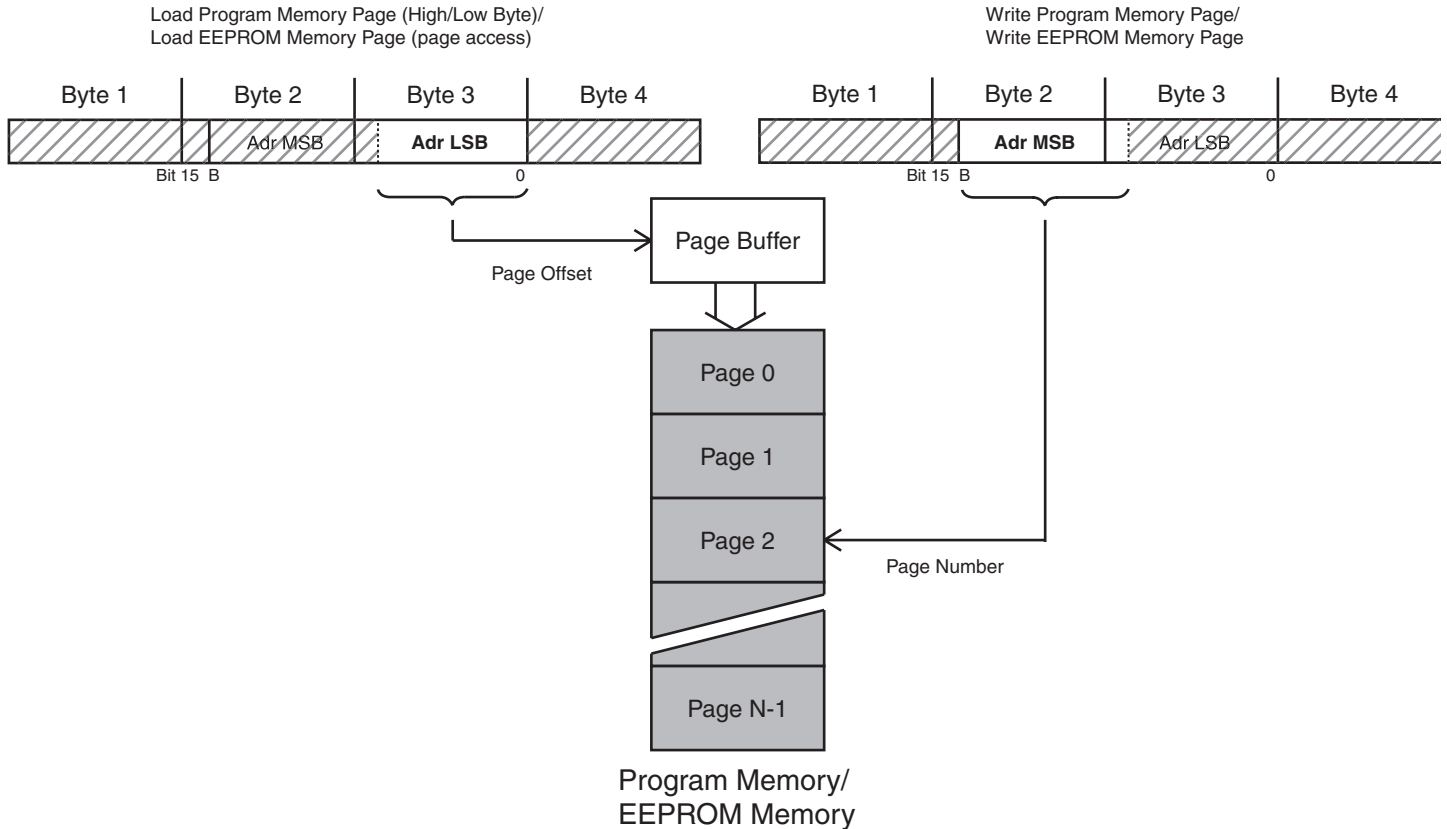 Load Program Memory Page (High/Low Byte)/
Load EEPROM Memory Page (page access)
Write Program Memory Page/
Write EEPROM Memory Page
Byte 1 Byte 2 Byte 3 Byte 4
Adr MSB Adr LSB
Bit 15 B 0
Byte 1 Byte 2 Byte 3 Byte 4
Adr MSB Adr LSB
Bit 15 B 0
Page Buffer
Page Offset
Page 0
Page 1
Page 2
Page Number
Page N-1
Program Memory/
EEPROM Memory